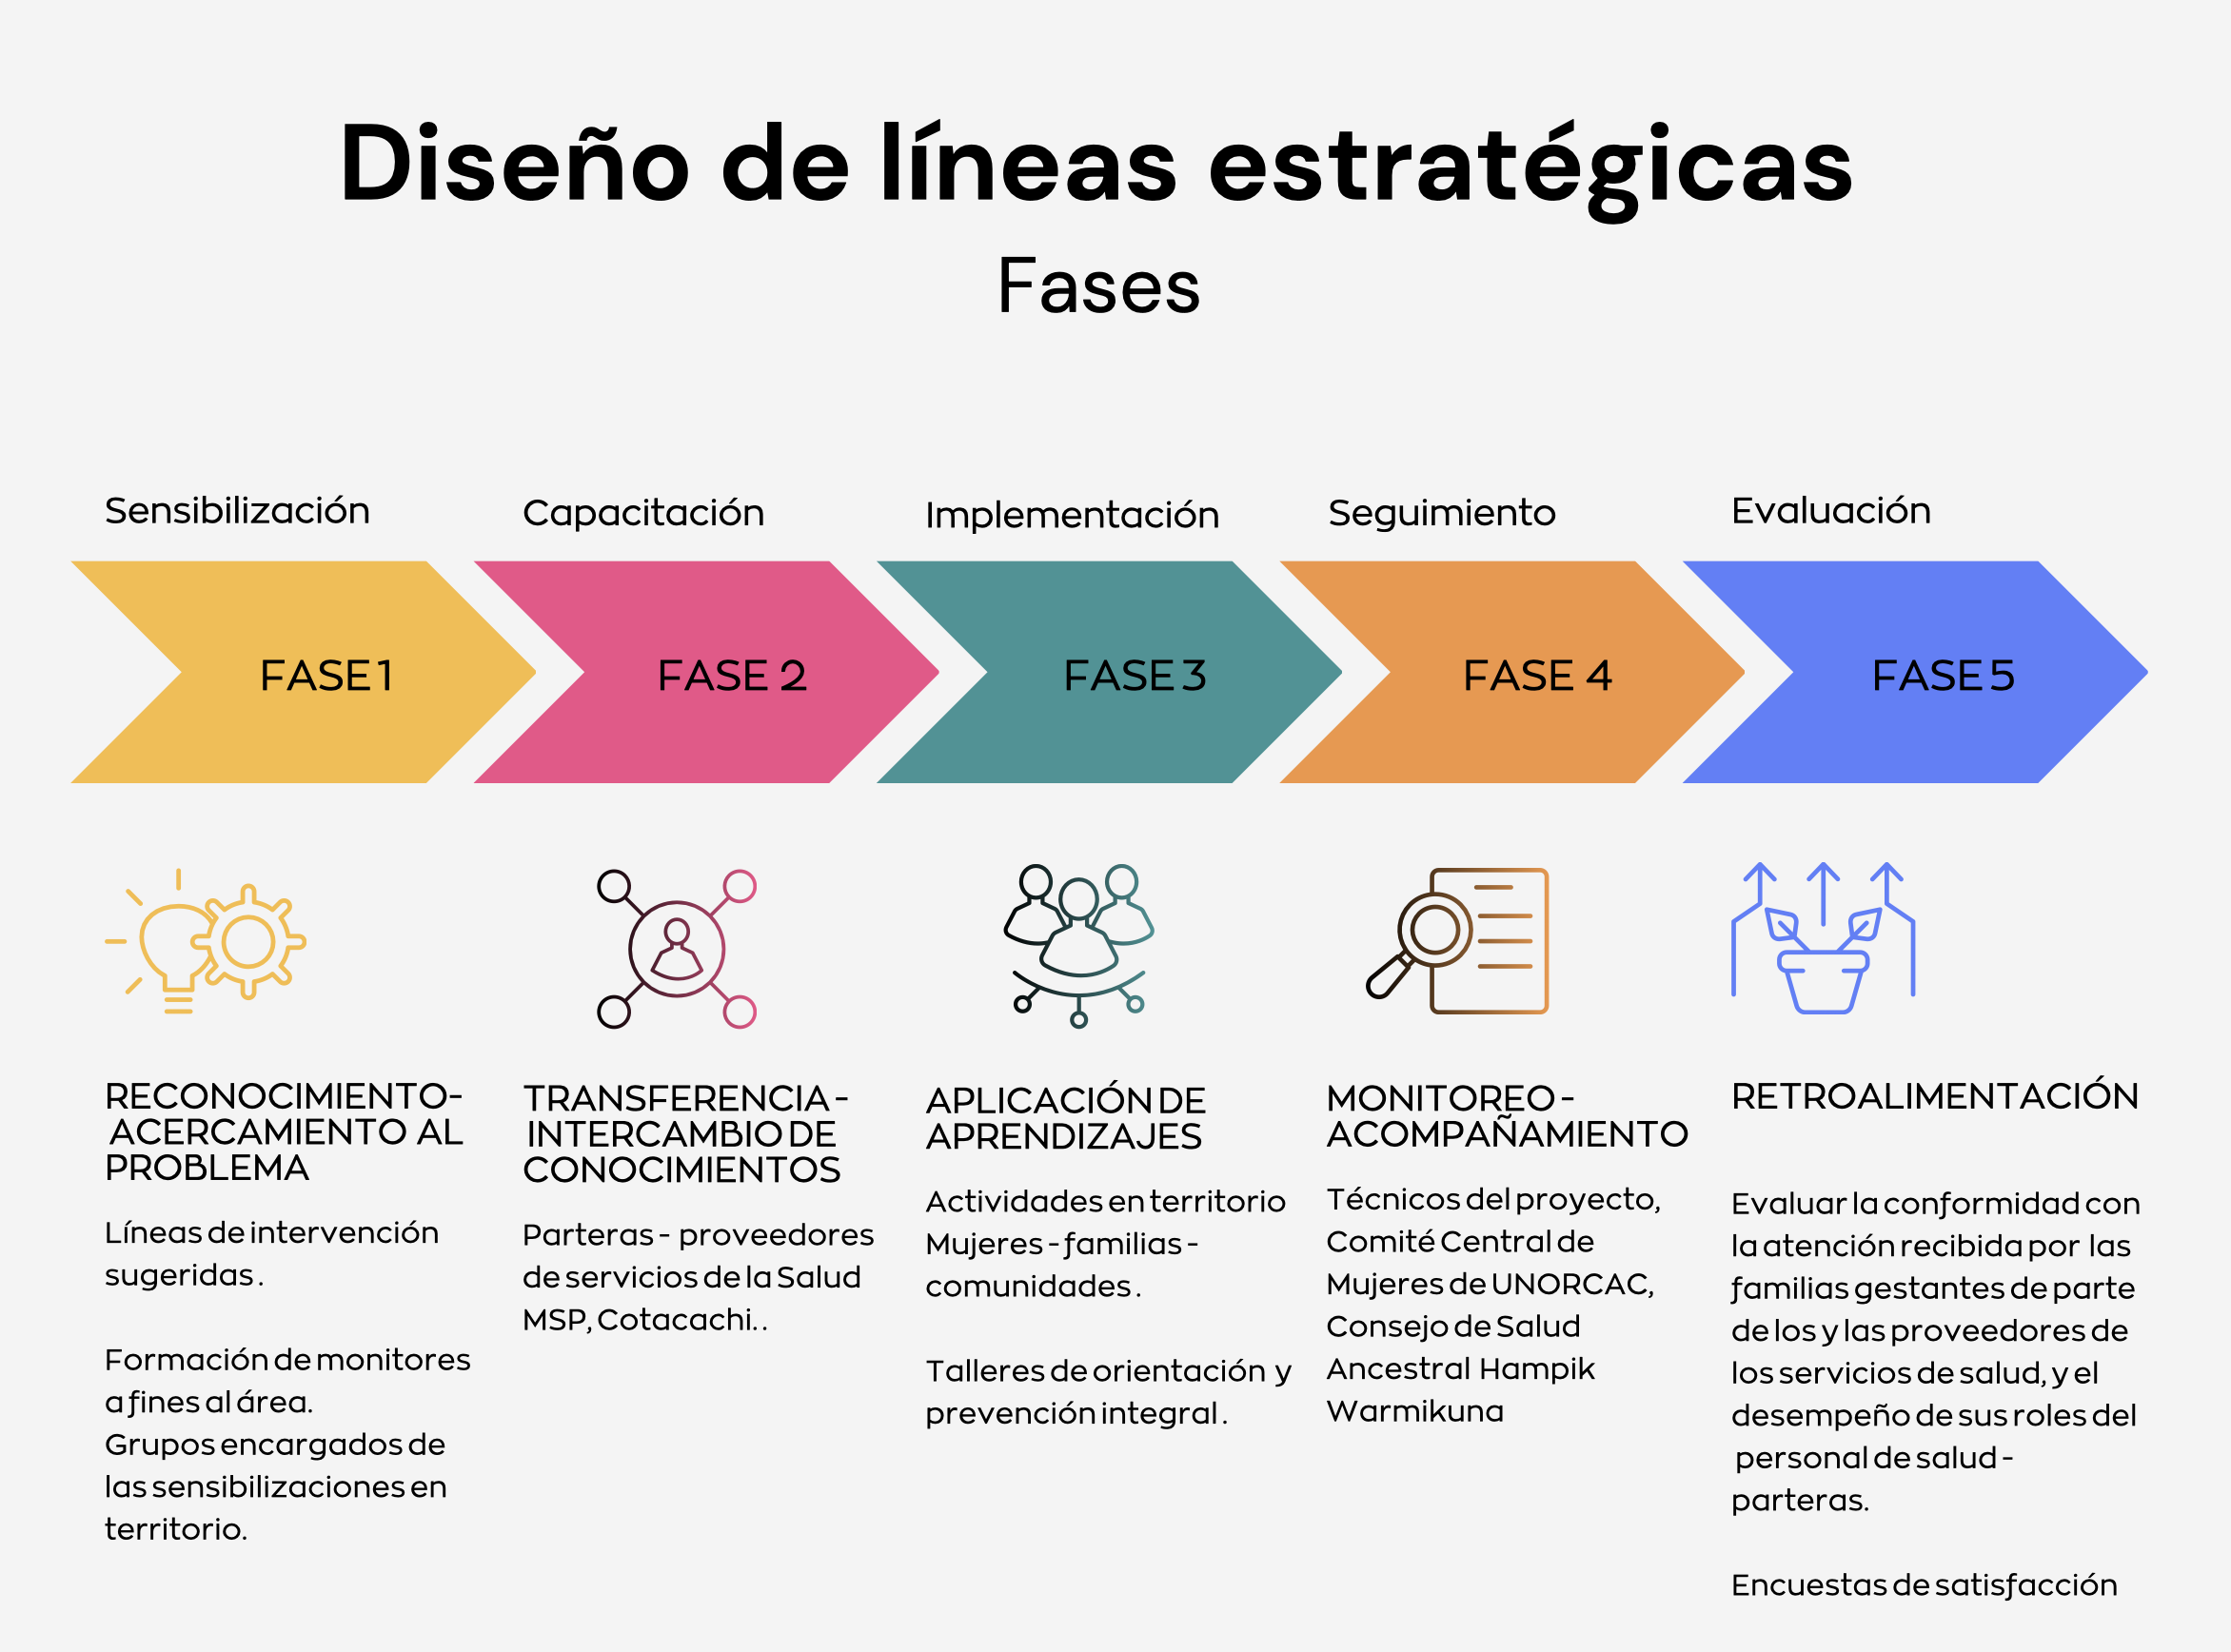 Diseño de líneas estratégicas
Fases
Sensibilización
Capacitación
Implementación
Seguimiento
Evaluación
FASE 1
FASE 2
FASE 3
FASE 4
FASE 5
RECONOCIMIENTO-
ACERCAMIENTO AL
PROBLEMA
Líneas de intervención
sugeridas.
Formación de monitores
afines al área.
Grupos encargados de
las sensibilizaciones en
territorio.
TRANSFERENCIA -
INTERCAMBIO DE
CONOCIMIENTOS
Parteras - proveedores
de servicios de la Salud
MSP, Cotacachi..
APLICACIÓN DE
APRENDIZAJES
Actividades en territorio
Mujeres - familias -
comunidades.
Talleres de orientación y
prevención integral.
MONITOREO -
ACOMPAÑAMIENTO
Técnicos del proyecto,
Comité Central de
Mujeres de UNORCAC,
Consejo de Salud
Ancestral Hampik
Warmikuna
RETROALIMENTACIÓN
Evaluar la conformidad con
la atención recibida por las
familias gestantes de parte
de los y las proveedores de
los servicios de salud, y el
desempeño de sus roles del
personal de salud -
parteras.
Encuestas de satisfacción